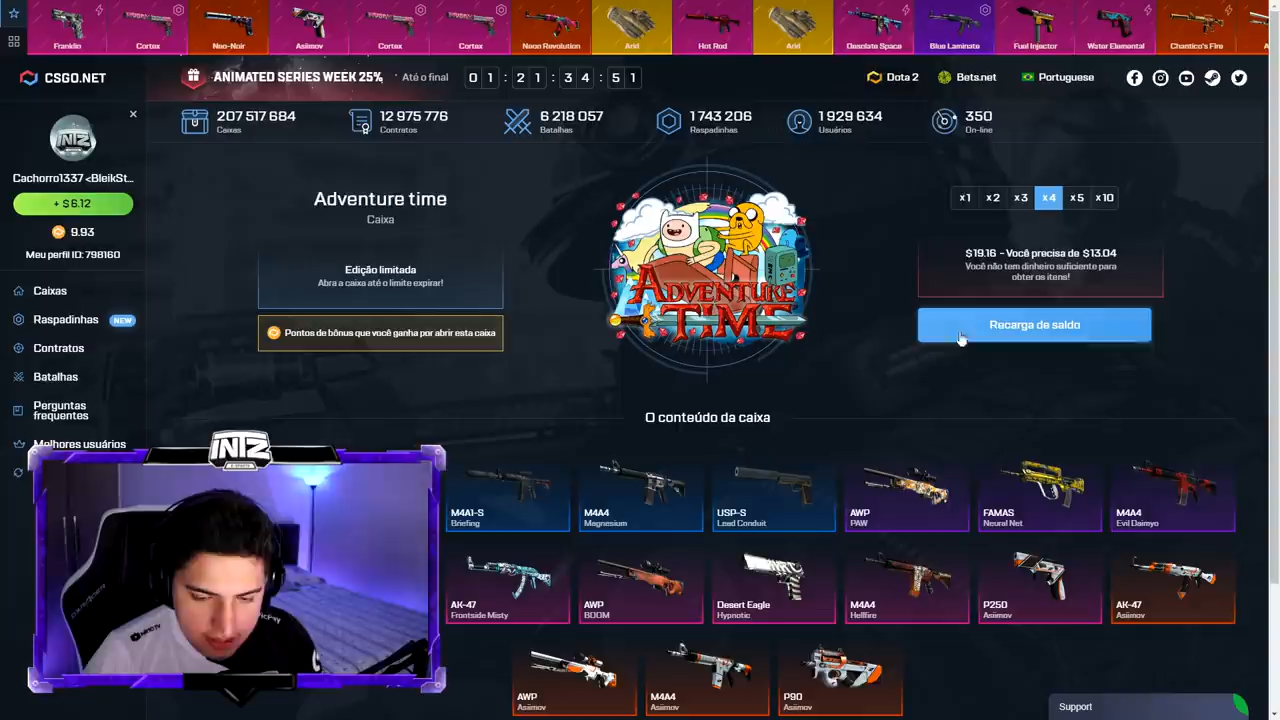 Franklin
Cortex
Neo-Noir
Asiimov
Cortex
Cortex
Neon Revolution
Arid
Hot Rod
Arid
Desolate Space
Blue Laminate
Fuel Injector
Water Elemental
Chantico's Fire
CSGO.NET
ANIMATED SERIES WEEK 25%
Até o final
01:21:34:51
Dota 2
Bets.net
Portuguese
207 517 684
Caixas
12 975 776
Contratos
6 218 057
Batalhas
1 743 206
Raspadinhas
1 929 634
Usuários
350
On-line
Cachorro1337 <BleikSt...
+ $ 6.12
9.93
Meu perfil ID: 798160
Caixas
Raspadinhas NEW
Contratos
Batalhas
Perguntas
frequentes
Melhores usuários
Adventure time
Caixa
Edição limitada
Abra a caixa até o limite expirar!
Pontos de bônus que você ganha por abrir esta caixa
ADVENTURE
TIME
x1 x2 x3 x4 x5 x10
$19.16 - Você precisa de $13.04
Você não tem dinheiro suficiente para
obter os itens!
Recarga de saldo
O conteúdo da caixa
M4A1-S
Briefing
M4A4
Magnesium
USP-S
Lead Conduit
AWP
PAW
FAMAS
Neural Net
M4A4
Evil Daimyo
AK-47
Frontside Misty
AWP
BOOM
Desert Eagle
Hypnotic
M4A4
Hellfire
P250
Asiimov
AK-47
Asiimov
AWP
Asiimov
M4A4
Asiimov
P90
Asiimov
INTZ
Support